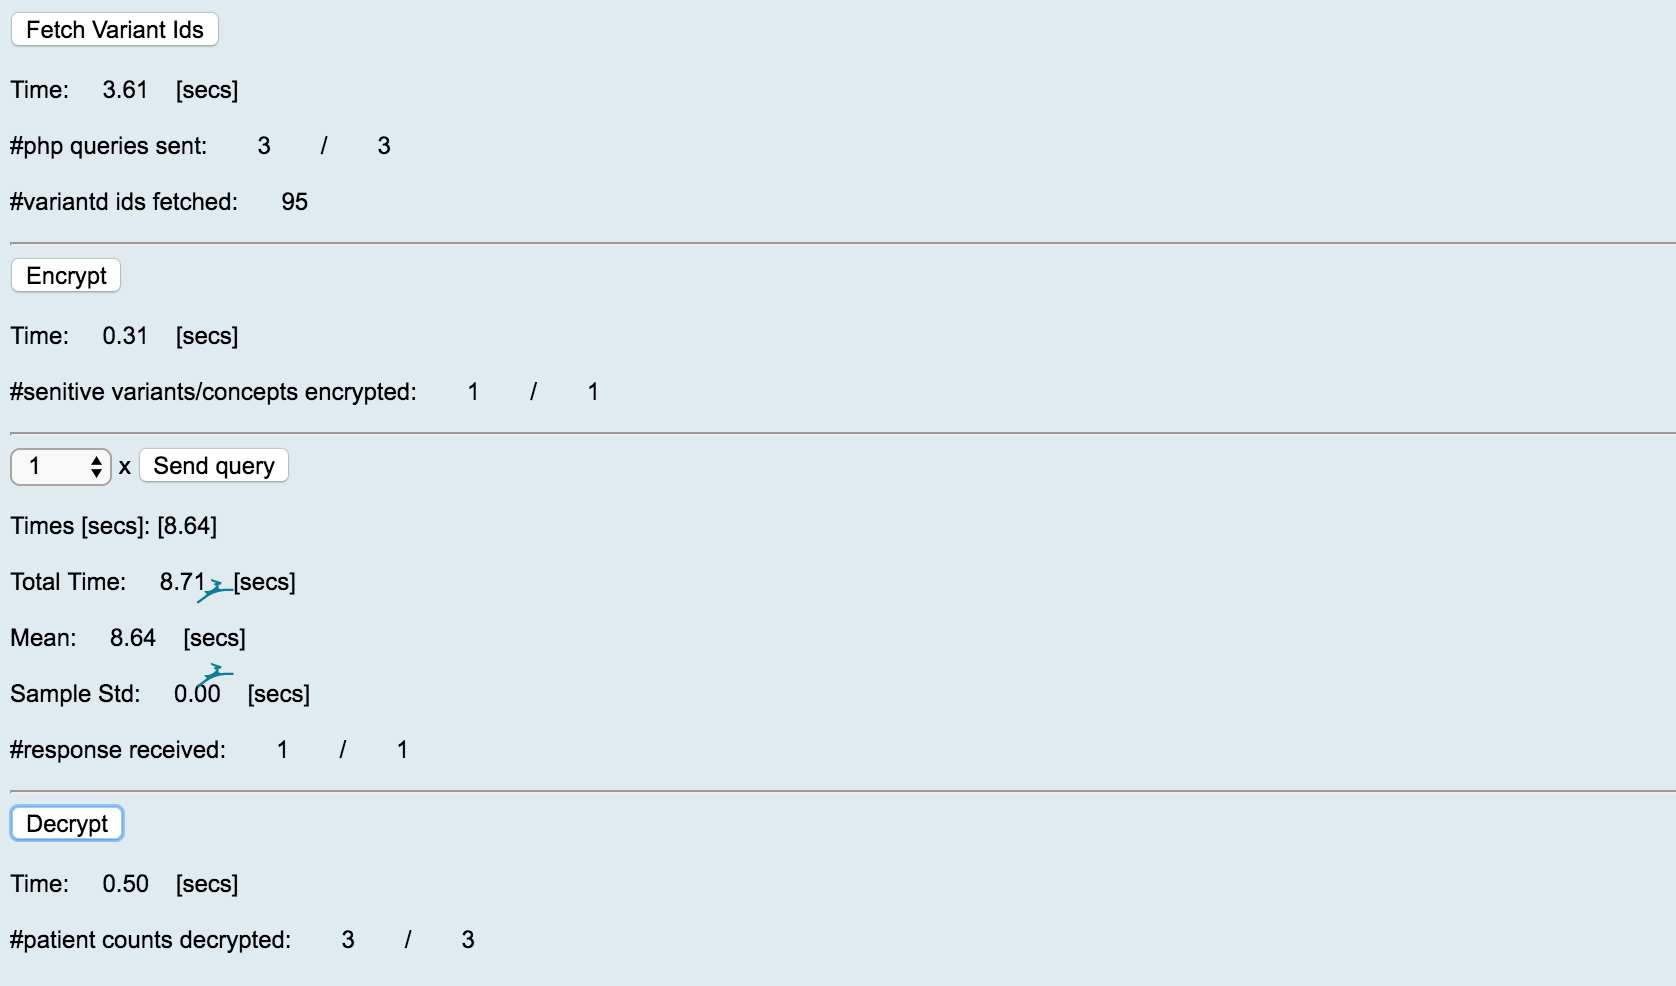 Fetch Variant Ids
Time: 3.61 [secs]
#php queries sent: 3 / 3
#variantd ids fetched: 95
Encrypt
Time: 0.31 [secs]
#senitive variants/concepts encrypted: 1 / 1
1 x Send query
Times [secs]: [8.64]
Total Time: 8.71 [secs]
Mean: 8.64 [secs]
Sample Std: 0.00 [secs]
#response received: 1 / 1
Decrypt
Time: 0.50 [secs]
#patient counts decrypted: 3 / 3